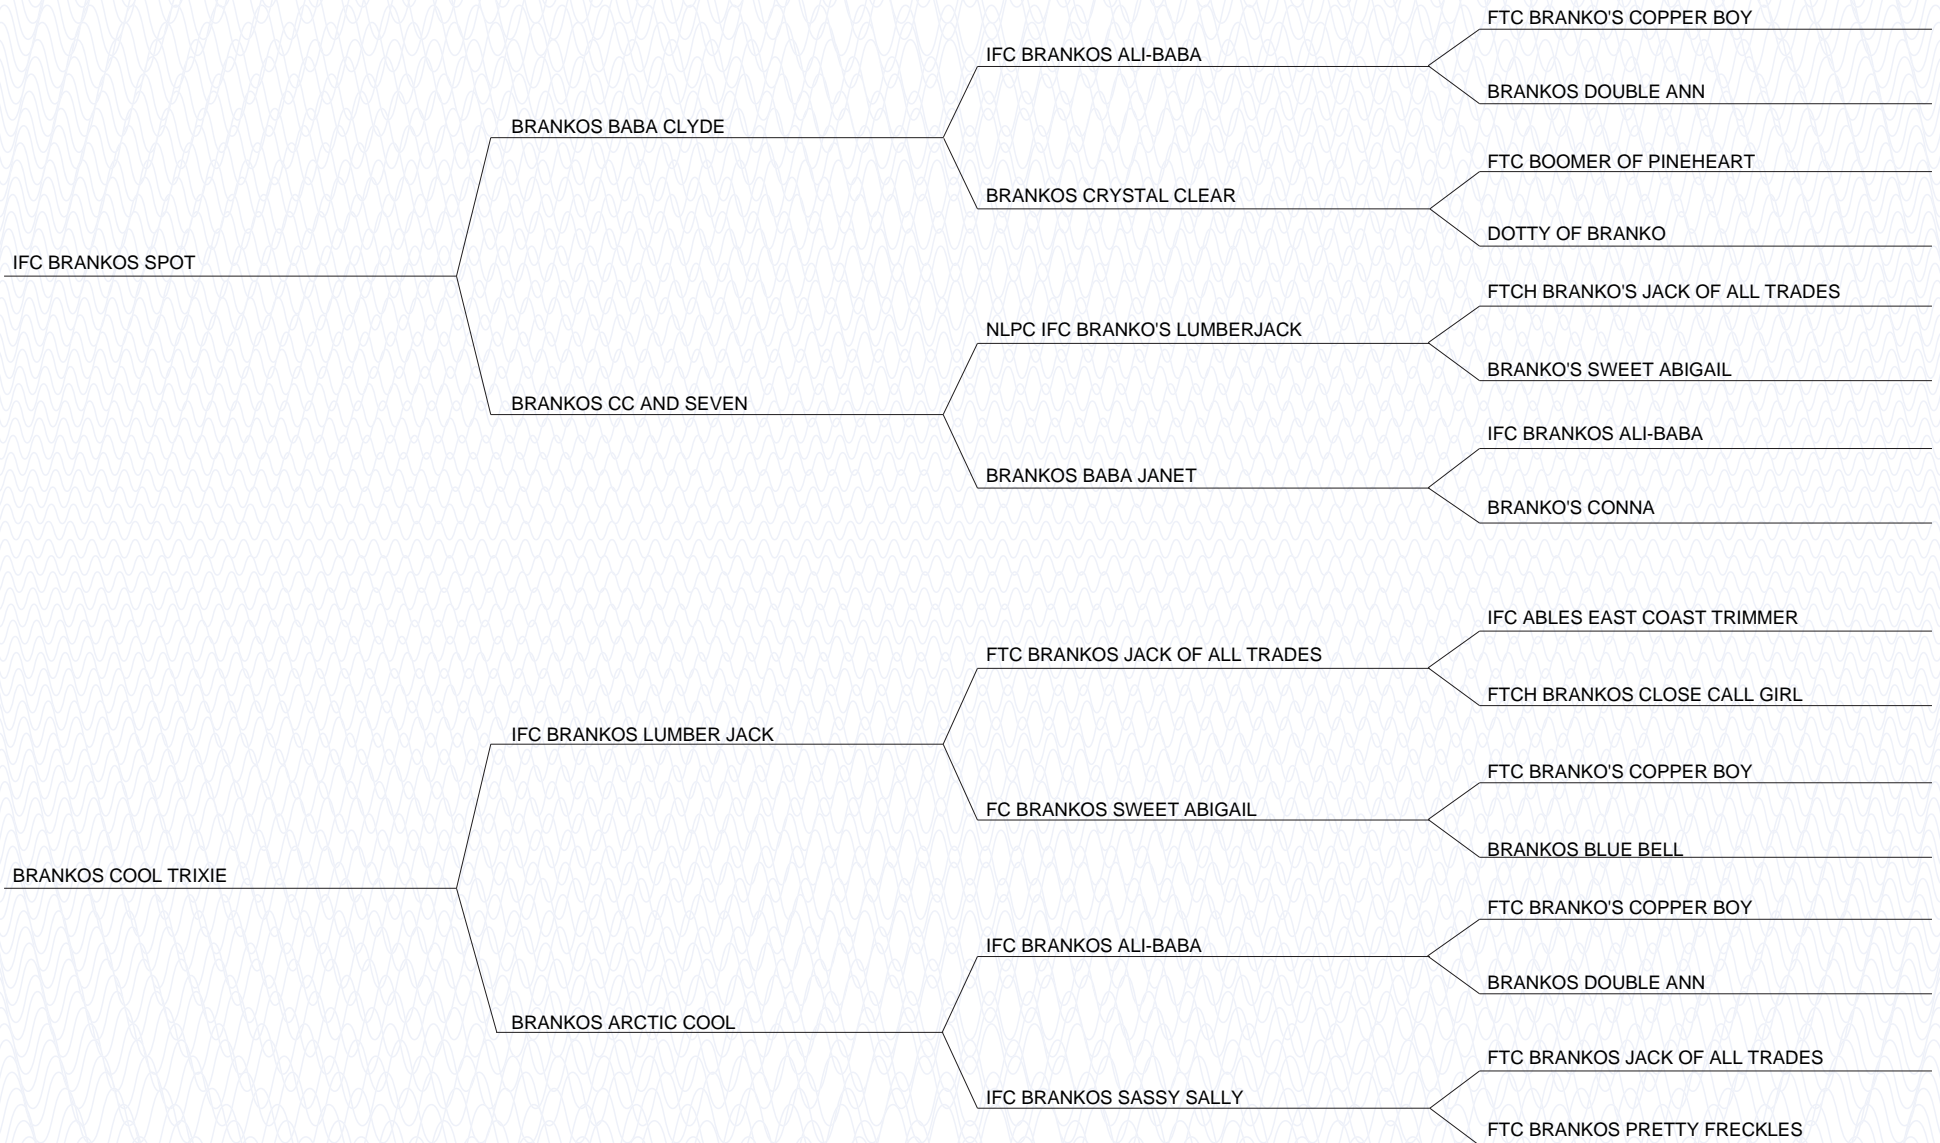 FTC BRANKO'S COPPER BOY
IFC BRANKOS ALI-BABA
BRANKOS DOUBLE ANN
BRANKOS BABA CLYDE
FTC BOOMER OF PINEHEART
BRANKOS CRYSTAL CLEAR
DOTTY OF BRANKO
IFC BRANKOS SPOT
FTCH BRANKO'S JACK OF ALL TRADES
NLPC IFC BRANKO'S LUMBERJACK
BRANKO'S SWEET ABIGAIL
BRANKOS CC AND SEVEN
IFC BRANKOS ALI-BABA
BRANKOS BABA JANET
BRANKO'S CONNA
IFC ABLES EAST COAST TRIMMER
FTC BRANKOS JACK OF ALL TRADES
FTCH BRANKOS CLOSE CALL GIRL
IFC BRANKOS LUMBER JACK
FTC BRANKO'S COPPER BOY
FC BRANKOS SWEET ABIGAIL
BRANKOS BLUE BELL
BRANKOS COOL TRIXIE
FTC BRANKO'S COPPER BOY
IFC BRANKOS ALI-BABA
BRANKOS DOUBLE ANN
BRANKOS ARCTIC COOL
FTC BRANKOS JACK OF ALL TRADES
IFC BRANKOS SASSY SALLY
FTC BRANKOS PRETTY FRECKLES